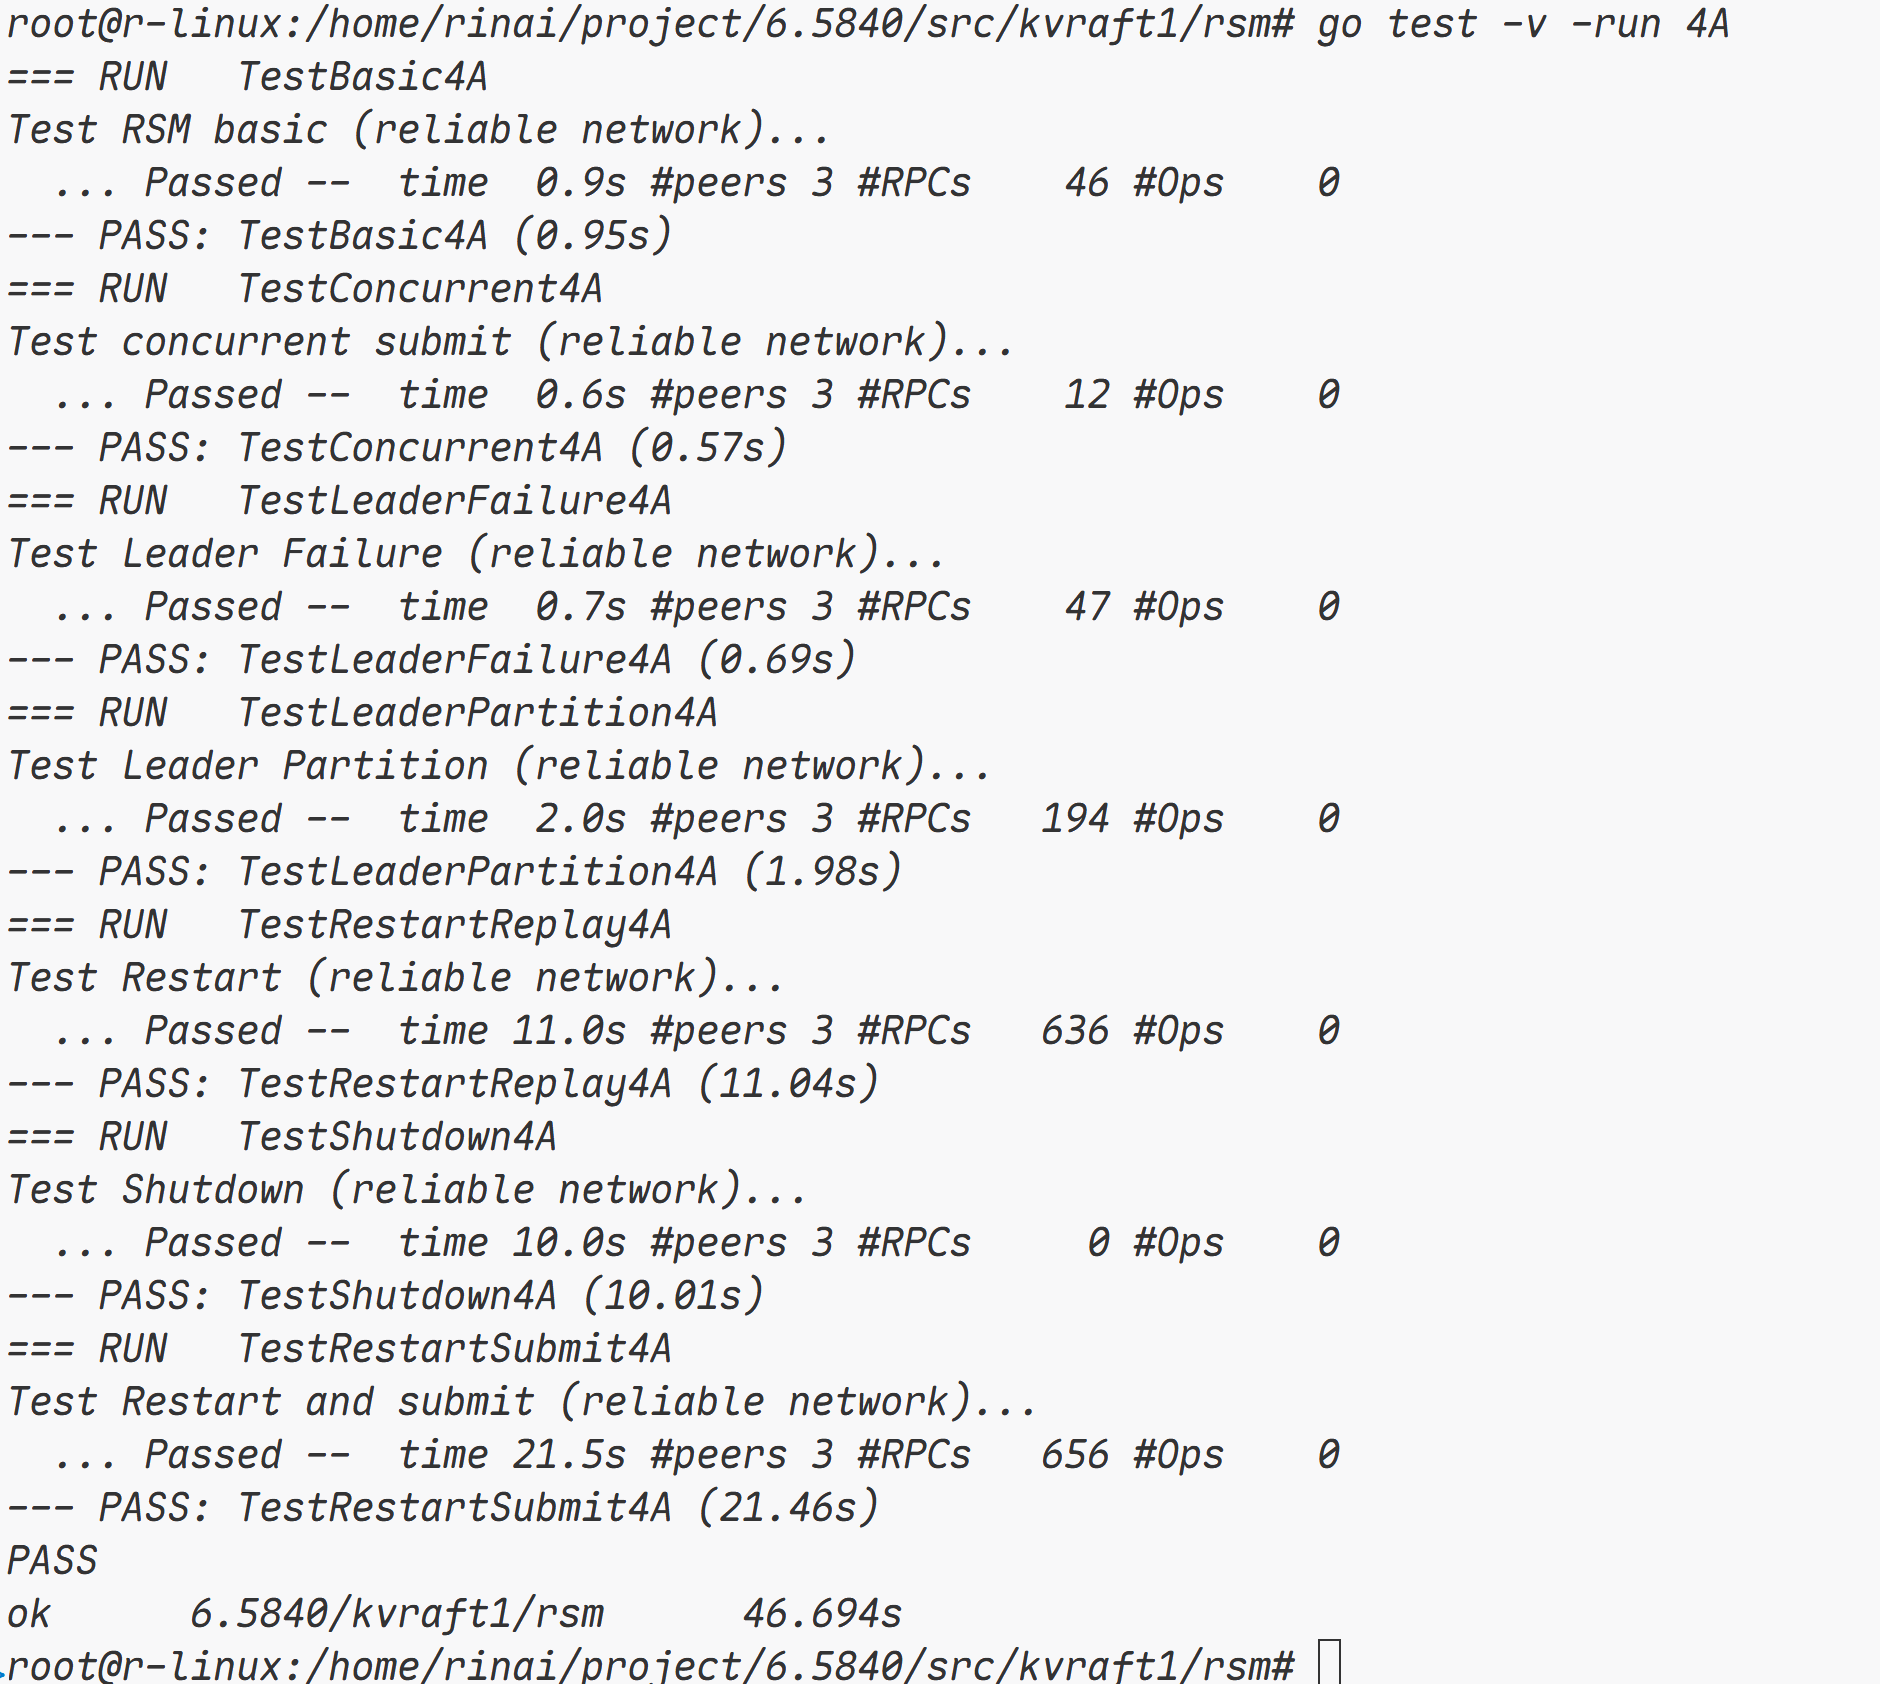 root@r-linux:/home/rinai/project/6.5840/src/kvraft1/rsm# go test -v -run 4A
=== RUN   TestBasic4A
Test RSM basic (reliable network)...
  ... Passed --  time  0.9s #peers 3 #RPCs    46 #Ops    0
--- PASS: TestBasic4A (0.95s)
=== RUN   TestConcurrent4A
Test concurrent submit (reliable network)...
  ... Passed --  time  0.6s #peers 3 #RPCs    12 #Ops    0
--- PASS: TestConcurrent4A (0.57s)
=== RUN   TestLeaderFailure4A
Test Leader Failure (reliable network)...
  ... Passed --  time  0.7s #peers 3 #RPCs    47 #Ops    0
--- PASS: TestLeaderFailure4A (0.69s)
=== RUN   TestLeaderPartition4A
Test Leader Partition (reliable network)...
  ... Passed --  time  2.0s #peers 3 #RPCs   194 #Ops    0
--- PASS: TestLeaderPartition4A (1.98s)
=== RUN   TestRestartReplay4A
Test Restart (reliable network)...
  ... Passed --  time 11.0s #peers 3 #RPCs   636 #Ops    0
--- PASS: TestRestartReplay4A (11.04s)
=== RUN   TestShutdown4A
Test Shutdown (reliable network)...
  ... Passed --  time 10.0s #peers 3 #RPCs     0 #Ops    0
--- PASS: TestShutdown4A (10.01s)
=== RUN   TestRestartSubmit4A
Test Restart and submit (reliable network)...
  ... Passed --  time 21.5s #peers 3 #RPCs   656 #Ops    0
--- PASS: TestRestartSubmit4A (21.46s)
PASS
ok      6.5840/kvraft1/rsm      46.694s
root@r-linux:/home/rinai/project/6.5840/src/kvraft1/rsm#